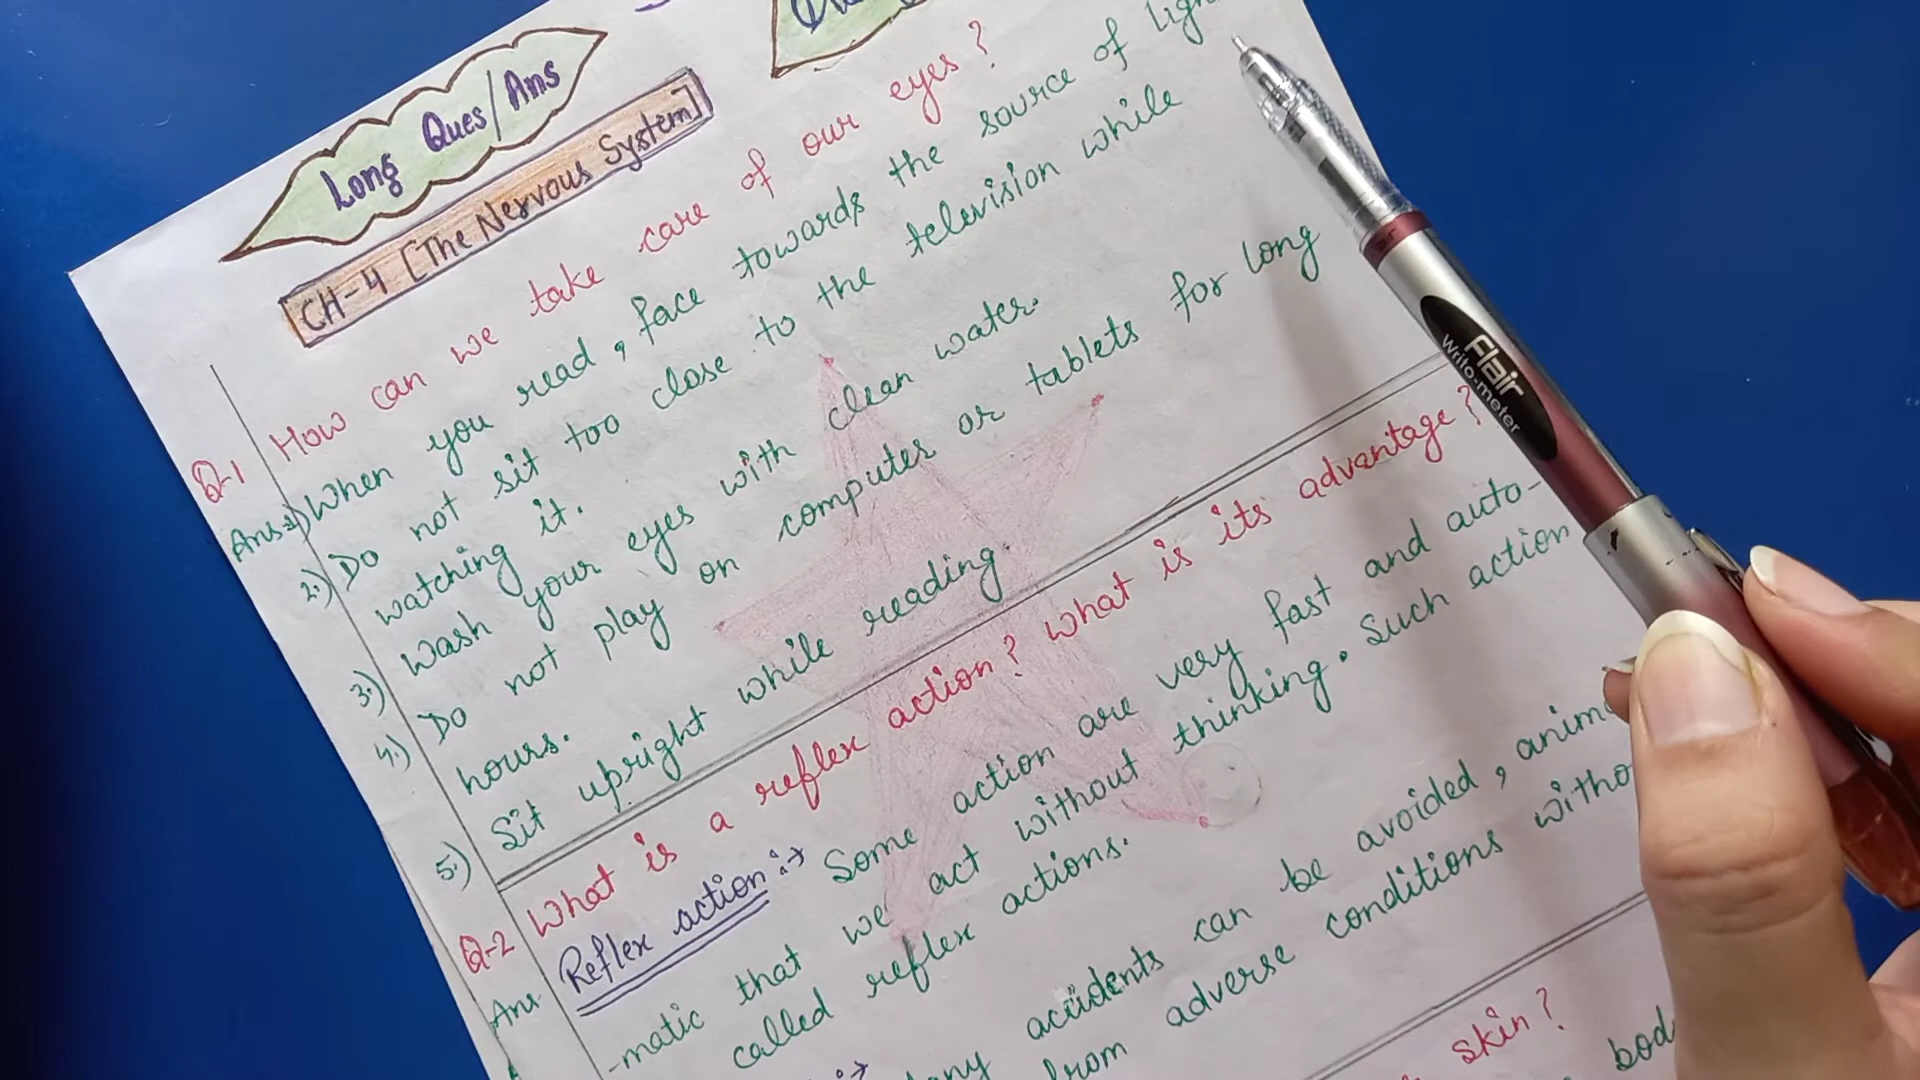 Long Ques/Ans
CH-4 [The Nervous System]
Q-1 How can we take care of our eyes?
Ans:1) When you read, face towards the source of light
2.) Do not sit too close to the television while
watching it.
3.) Wash your eyes with clean water.
4.) Do not play on computer or tablets for long
hours.
5.) Sit upright while reading.
Q-2 What is a reflex action? What is its advantage?
Ans. Reflex action:→ Some action are very fast and auto-
-matic that we act without thinking. Such action
called reflex actions.
accidents can be avoided,
from adverse conditions
skin?
Flair
Writo-meter